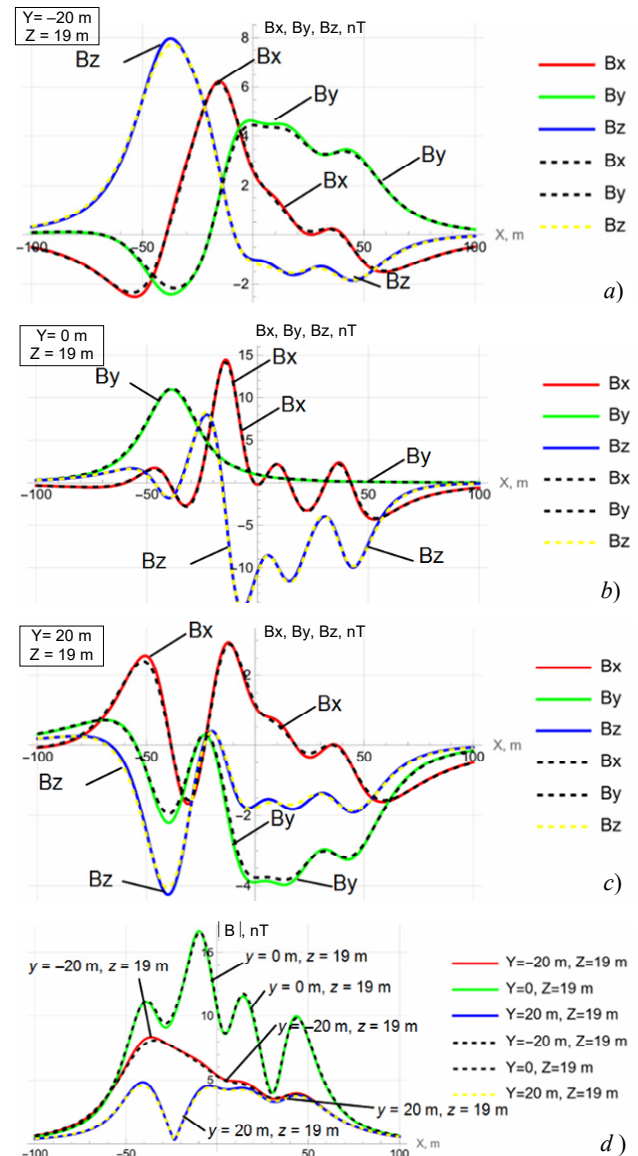 Y= –20 m
Z = 19 m
Bx, By, Bz, nT
8
6
4
2
−2
−100
−50
50
100
X, m
Bz
Bx
By
By
Bx
Bz
Bx
By
Bz
Bx
By
Bz
a)
Y= 0 m
Z = 19 m
Bx, By, Bz, nT
15
10
5
−5
−10
−100
−50
50
100
X, m
By
Bx
Bx
By
Bz
Bz
Bx
By
Bz
Bx
By
Bz
b)
Y= 20 m
Z = 19 m
Bx, By, Bz, nT
2
−2
−4
−100
−50
50
100
X, m
Bx
Bx
Bz
By
Bz
By
Bx
By
Bz
Bx
By
Bz
c)
|B|, nT
15
10
5
−50
50
100
X, m
y = –20 m, z = 19 m
y = 0 m, z = 19 m
y = 0 m, z = 19 m
y = –20 m, z = 19 m
y = 20 m, z = 19 m
y = 20 m, z = 19 m
Y=−20 m, Z=19 m
Y=0, Z=19 m
Y=20 m, Z=19 m
Y=−20 m, Z=19 m
Y=0, Z=19 m
Y=20 m, Z=19 m
d )